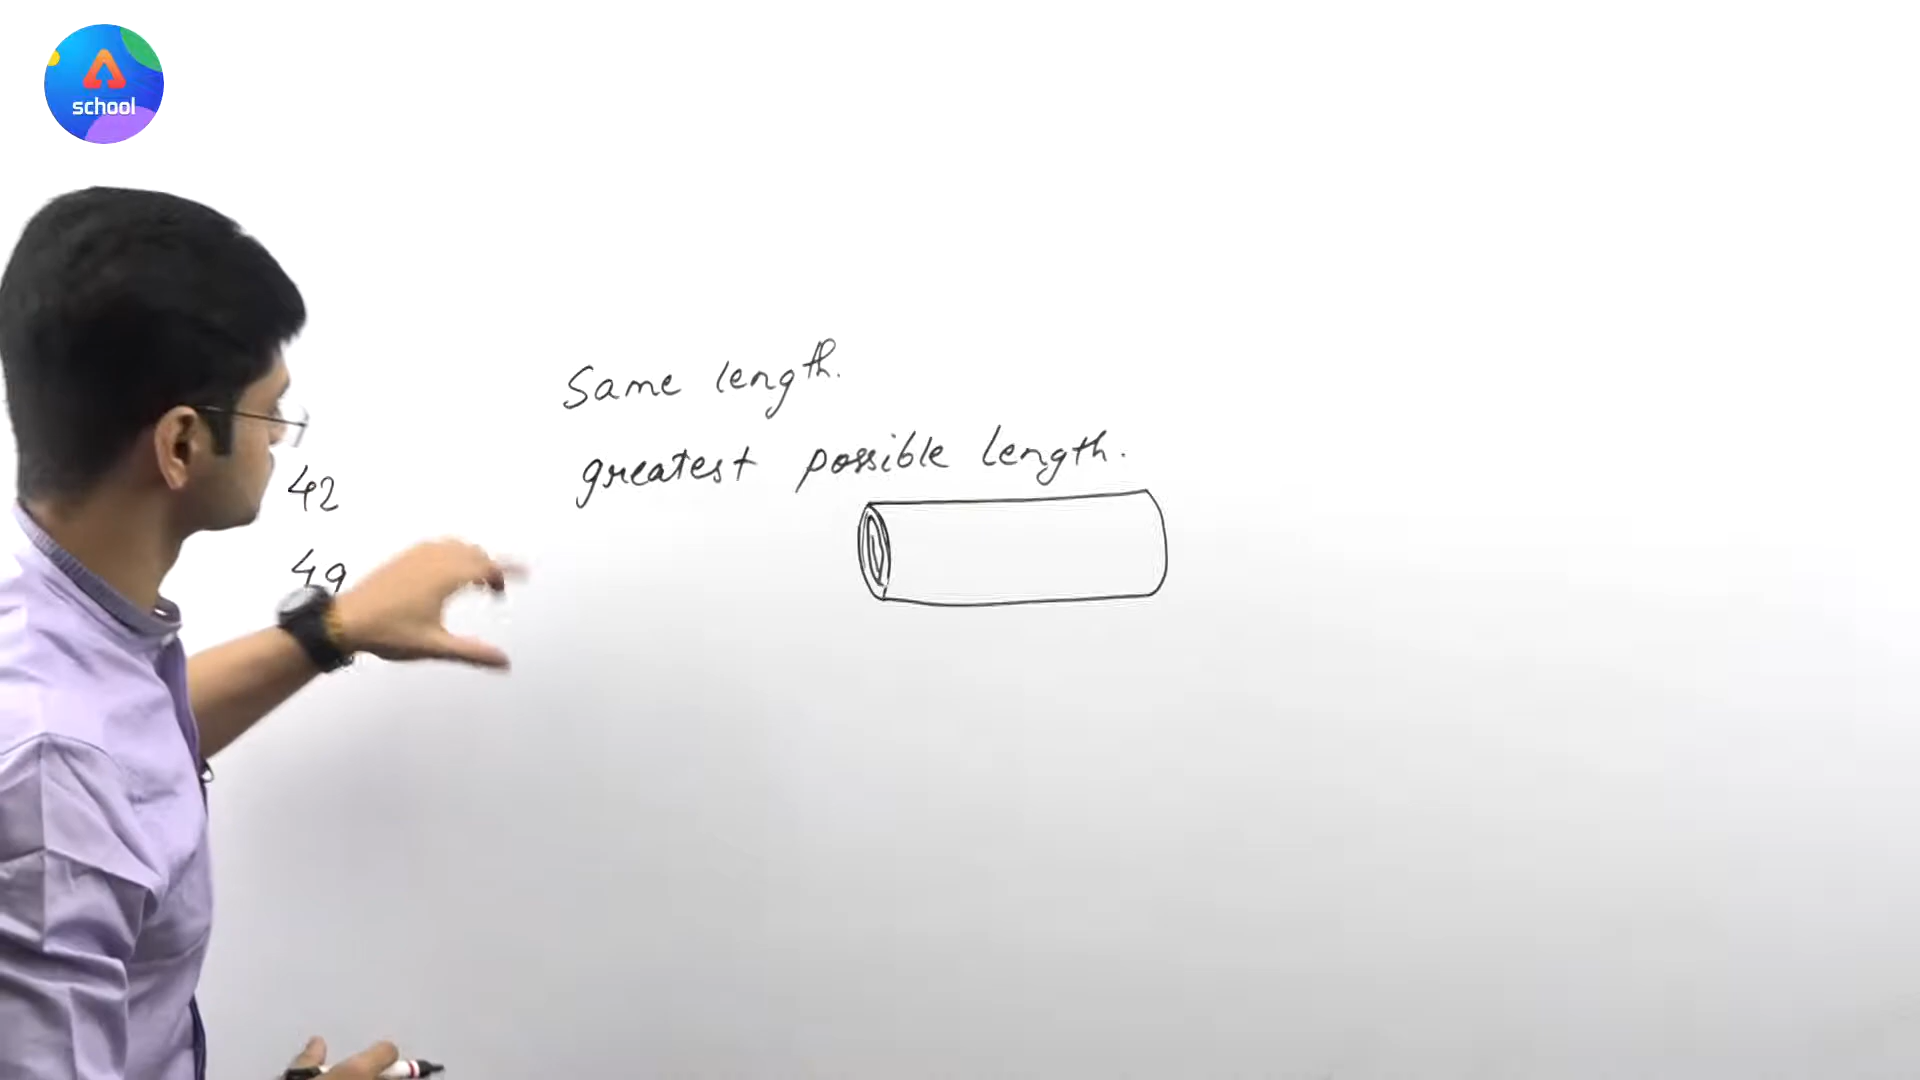 school
Same length.
greatest possible length.
42
49